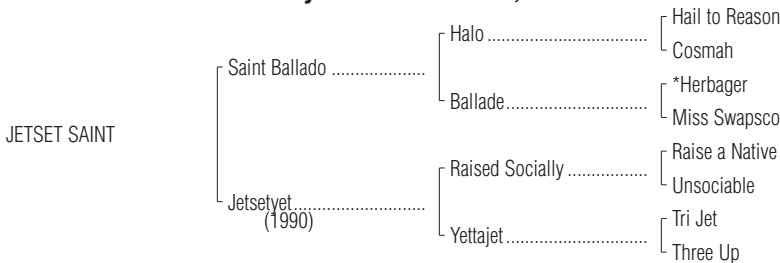 Halo
Hail to Reason
Cosmah
Saint Ballado
Ballade
*Herbager
Miss Swapsco
JETSET SAINT
Raised Socially
Raise a Native
Unsociable
Jetsetyet
(1990)
Yettajet
Tri Jet
Three Up